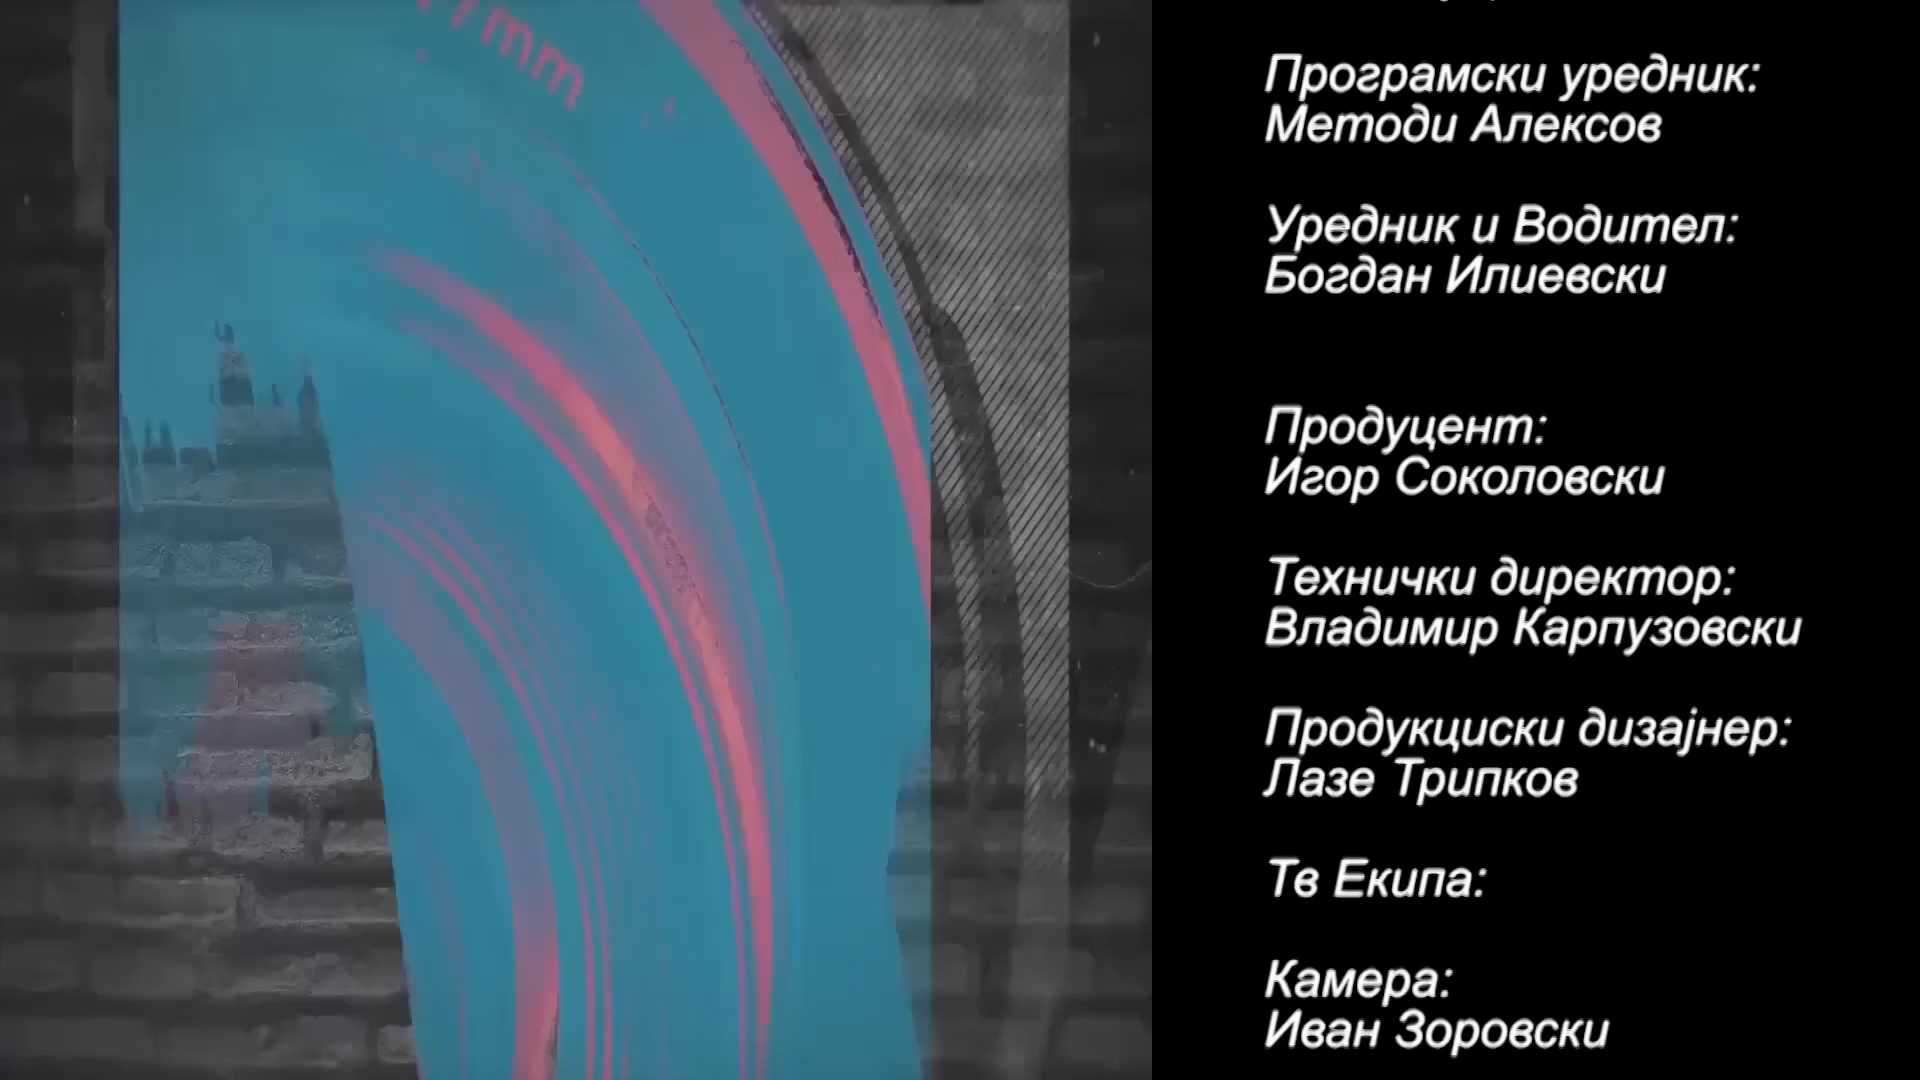 77mm
Програмски уредник:
Методи Алексов
Уредник и Водител:
Богдан Илиевски
Продуцент:
Игор Соколовски
Технички директор:
Владимир Карпузовски
Продукциски дизајнер:
Лазе Трипков
Тв Екипа:
Камера:
Иван Зоровски